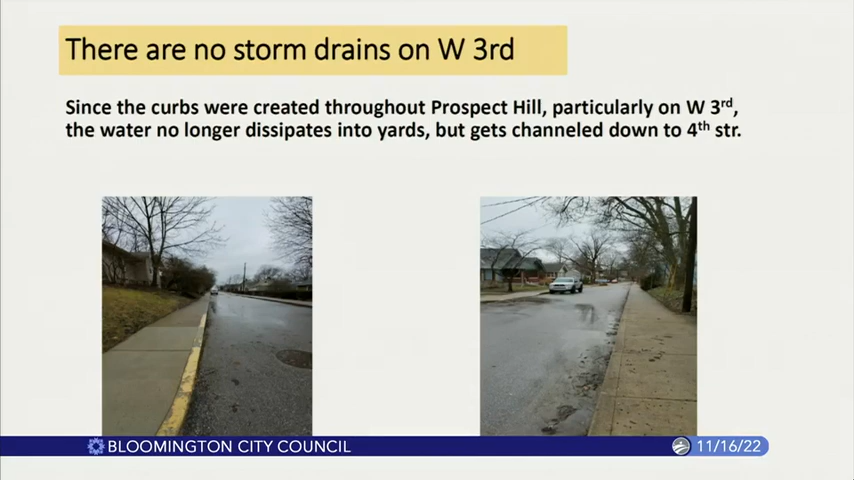 There are no storm drains on W 3rd
Since the curbs were created throughout Prospect Hill, particularly on W 3rd,
the water no longer dissipates into yards, but gets channeled down to 4th str.
BLOOMINGTON CITY COUNCIL
11/16/22